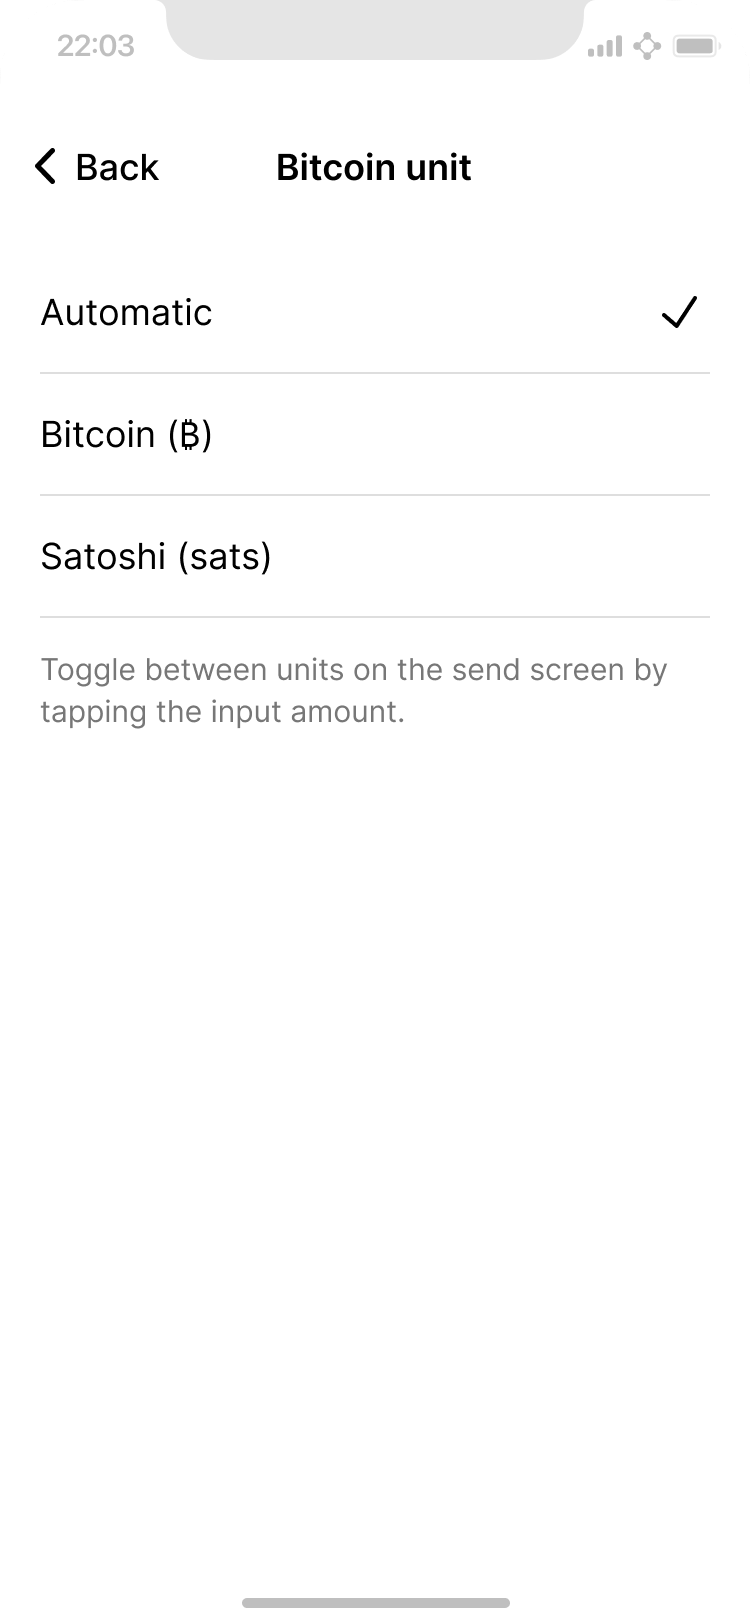 22:03
Back
Bitcoin unit
Automatic
Bitcoin (₿)
Satoshi (sats)
Toggle between units on the send screen by
tapping the input amount.